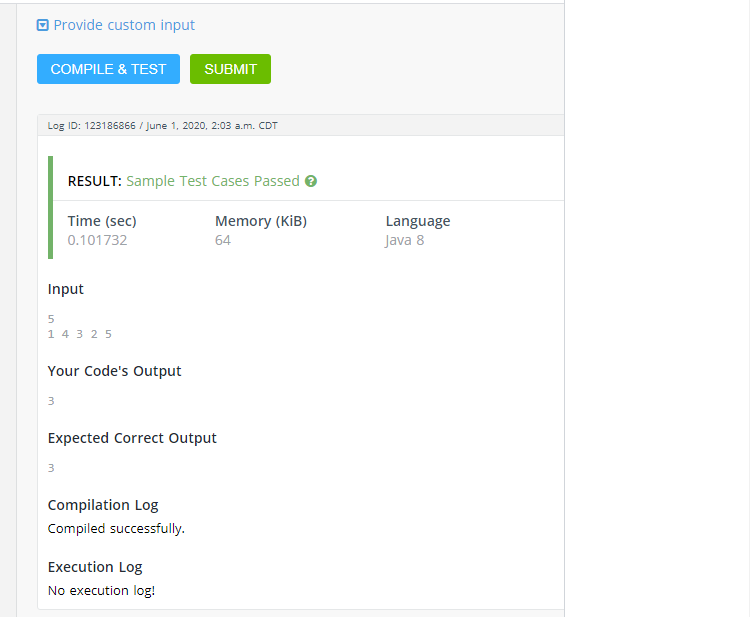 Provide custom input
COMPILE & TEST SUBMIT
Log ID: 123186866 / June 1, 2020, 2:03 a.m. CDT
RESULT: Sample Test Cases Passed ?
Time (sec) Memory (KiB) Language
0.101732 64 Java 8
Input
5
1 4 3 2 5
Your Code's Output
3
Expected Correct Output
3
Compilation Log
Compiled successfully.
Execution Log
No execution log!